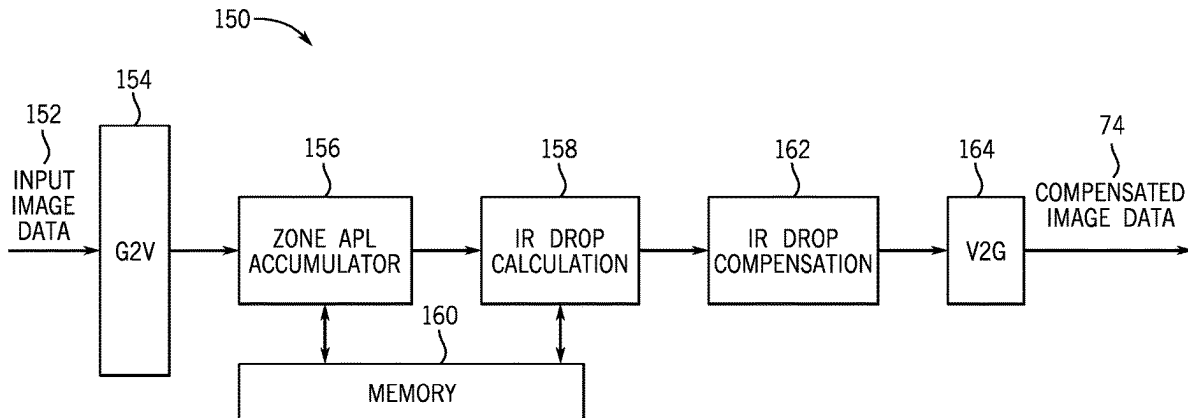 150
154
152
INPUT
IMAGE
DATA
G2V
156
ZONE APL
ACCUMULATOR
158
IR DROP
CALCULATION
162
IR DROP
COMPENSATION
164
V2G
74
COMPENSATED
IMAGE DATA
160
MEMORY